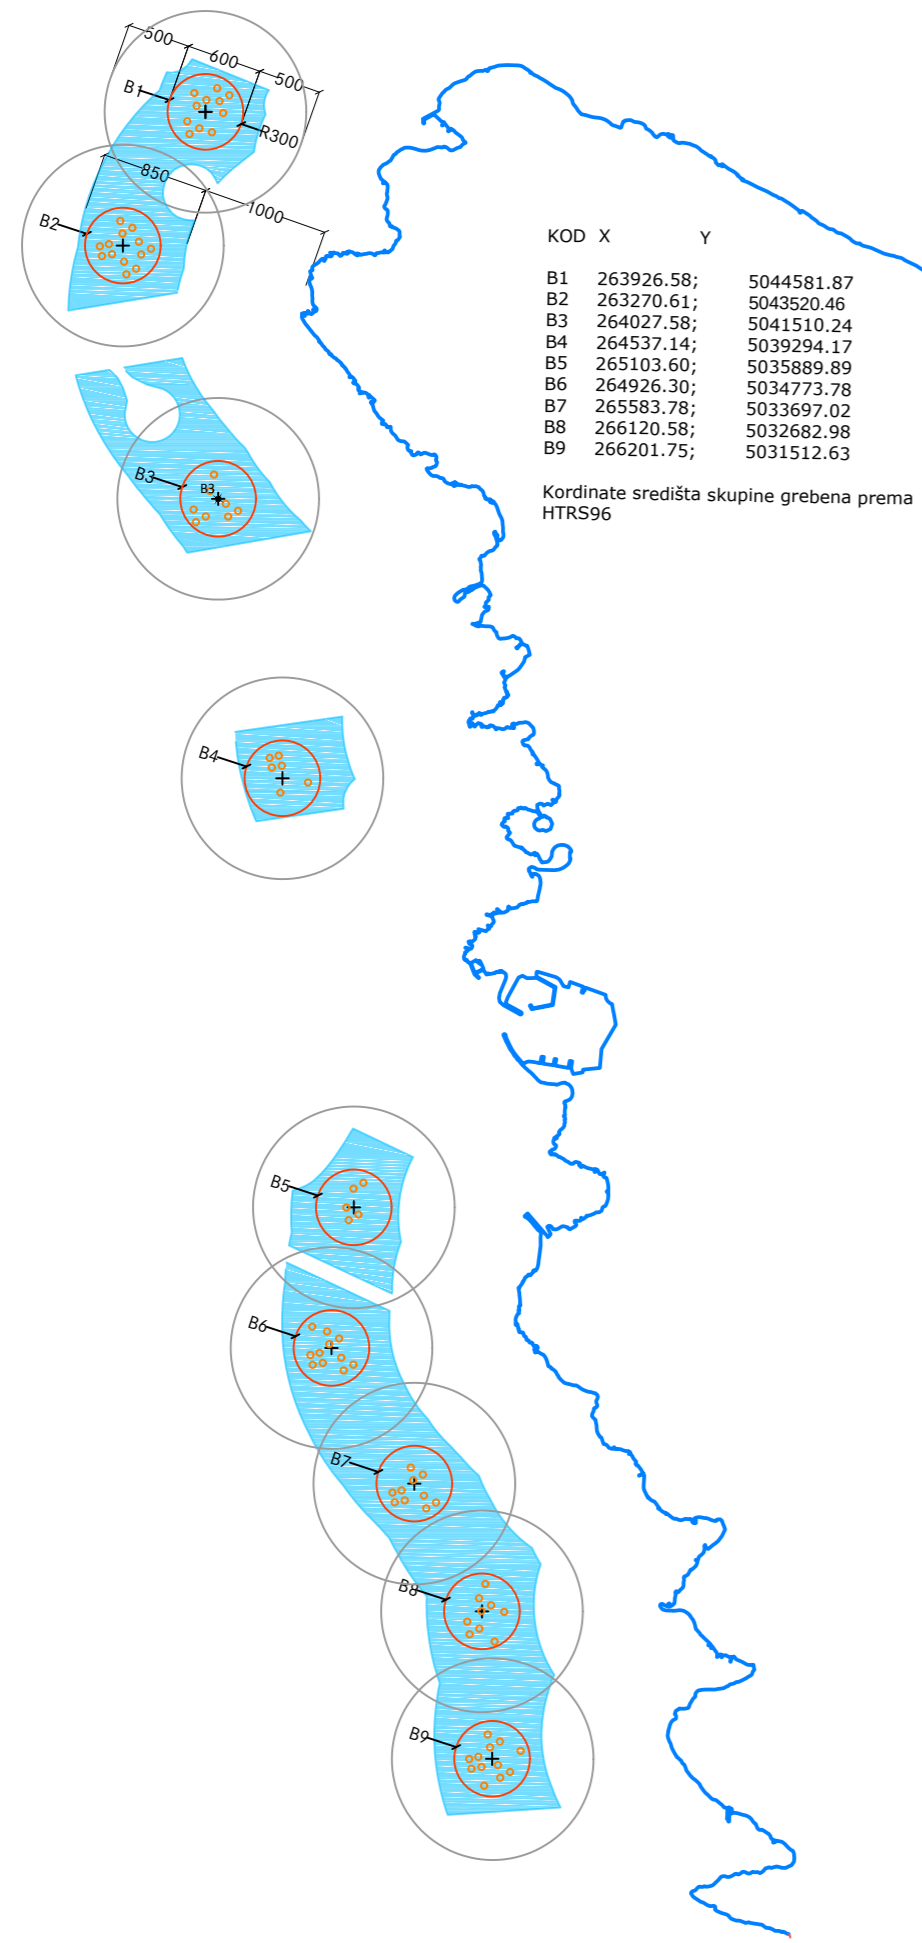 500
600
500
B1
R300
850
1000
B2
KOD X Y
B1 263926.58; 5044581.87
B2 263270.61; 5043520.46
B3 264027.58; 5041510.24
B4 264537.14; 5039294.17
B5 265103.60; 5035889.89
B6 264926.30; 5034773.78
B7 265583.78; 5033697.02
B8 266120.58; 5032682.98
B9 266201.75; 5031512.63
Kordinate središta skupine grebena prema
HTRS96
B3
B3
B4
B5
B6
B7
B8
B9